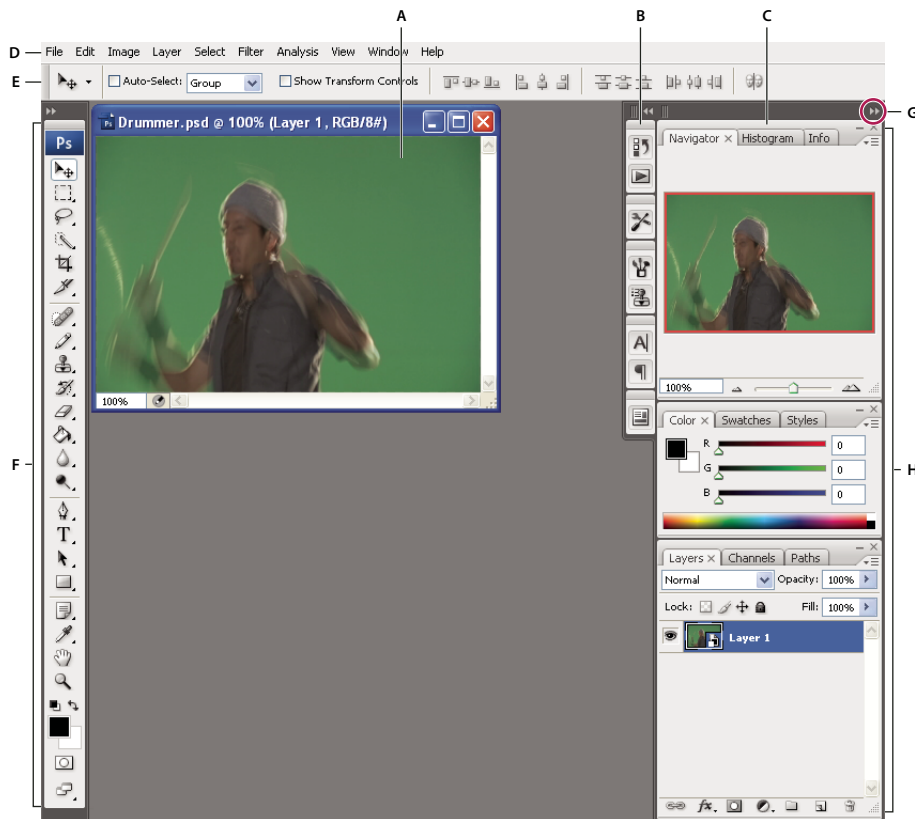 A B C
D File Edit Image Layer Select Filter Analysis View Window Help
E Auto-Select: Group Show Transform Controls
G
Drummer.psd @ 100% (Layer 1, RGB/8#)
Ps
Navigator × Histogram Info
100%
100%
Color × Swatches Styles
R 0
G 0
B 0
F
H
Layers × Channels Paths
Normal Opacity: 100%
Lock: Fill: 100%
Layer 1
A
T
fx